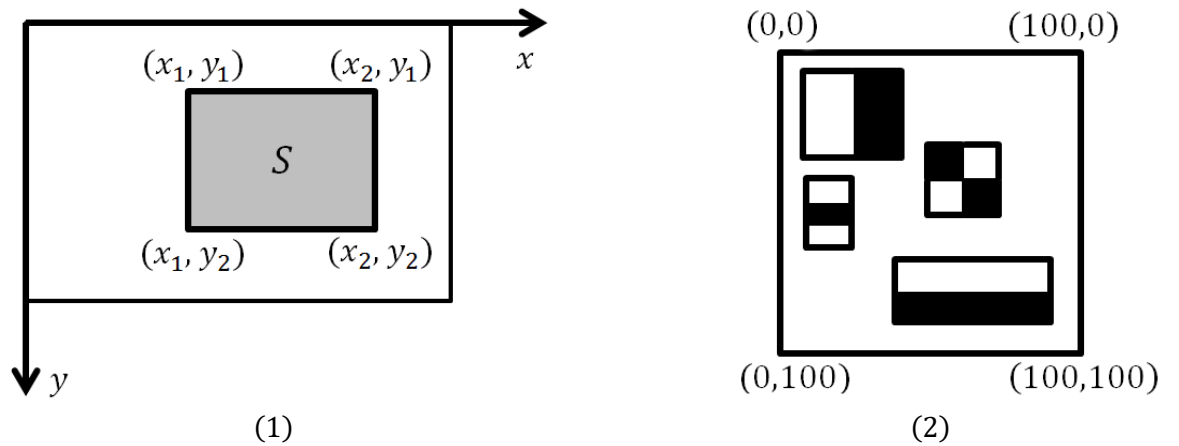 x
(x₁, y₁) (x₂, y₁)
S
(x₁, y₂) (x₂, y₂)
y
(1)
(0,0) (100,0)
(0,100) (100,100)
(2)